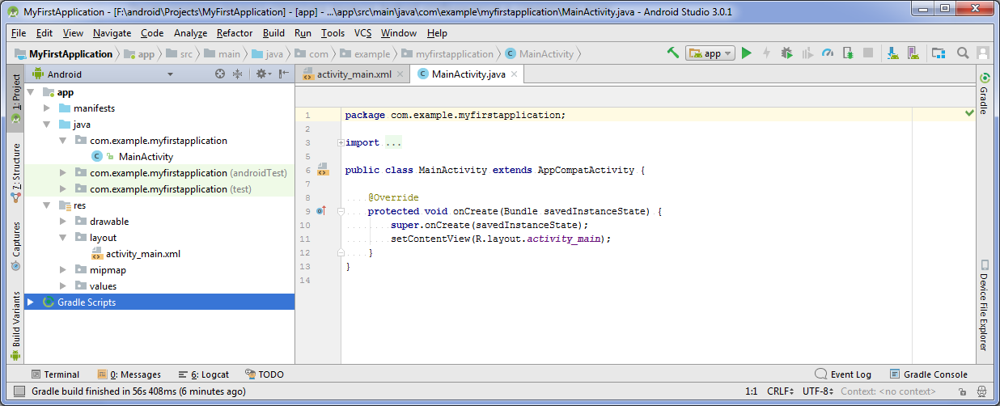 MyFirstApplication - [F:\android\Projects\MyFirstApplication] - [app] - ...\app\src\main\java\com\example\myfirstapplication\MainActivity.java - Android Studio 3.0.1
File Edit View Navigate Code Analyze Refactor Build Run Tools VCS Window Help
MyFirstApplication app src main java com example myfirstapplication MainActivity app
1: Project
7: Structure
Captures
Build Variants
Android
app
manifests
java
com.example.myfirstapplication
MainActivity
com.example.myfirstapplication (androidTest)
com.example.myfirstapplication (test)
res
drawable
layout
activity_main.xml
mipmap
values
Gradle Scripts
activity_main.xml MainActivity.java
1 package com.example.myfirstapplication;
2
3 import ...
5
6 public class MainActivity extends AppCompatActivity {
7
8 @Override
9 protected void onCreate(Bundle savedInstanceState) {
10 super.onCreate(savedInstanceState);
11 setContentView(R.layout.activity_main);
12 }
13 }
14
Gradle
Device File Explorer
Terminal 0: Messages 6: Logcat TODO Event Log Gradle Console
Gradle build finished in 56s 408ms (6 minutes ago) 1:1 CRLF UTF-8 Context: <no context>